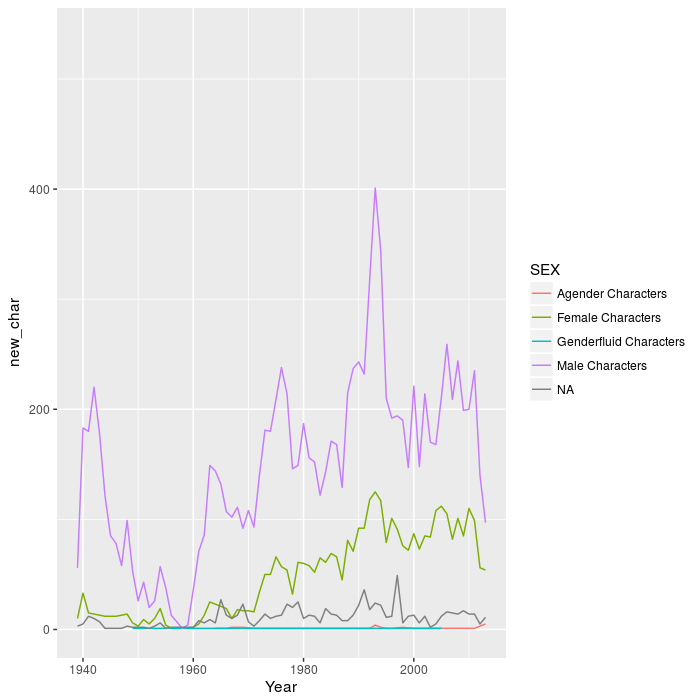 new_char
400
200
0
1940
1960
1980
2000
Year
SEX
Agender Characters
Female Characters
Genderfluid Characters
Male Characters
NA